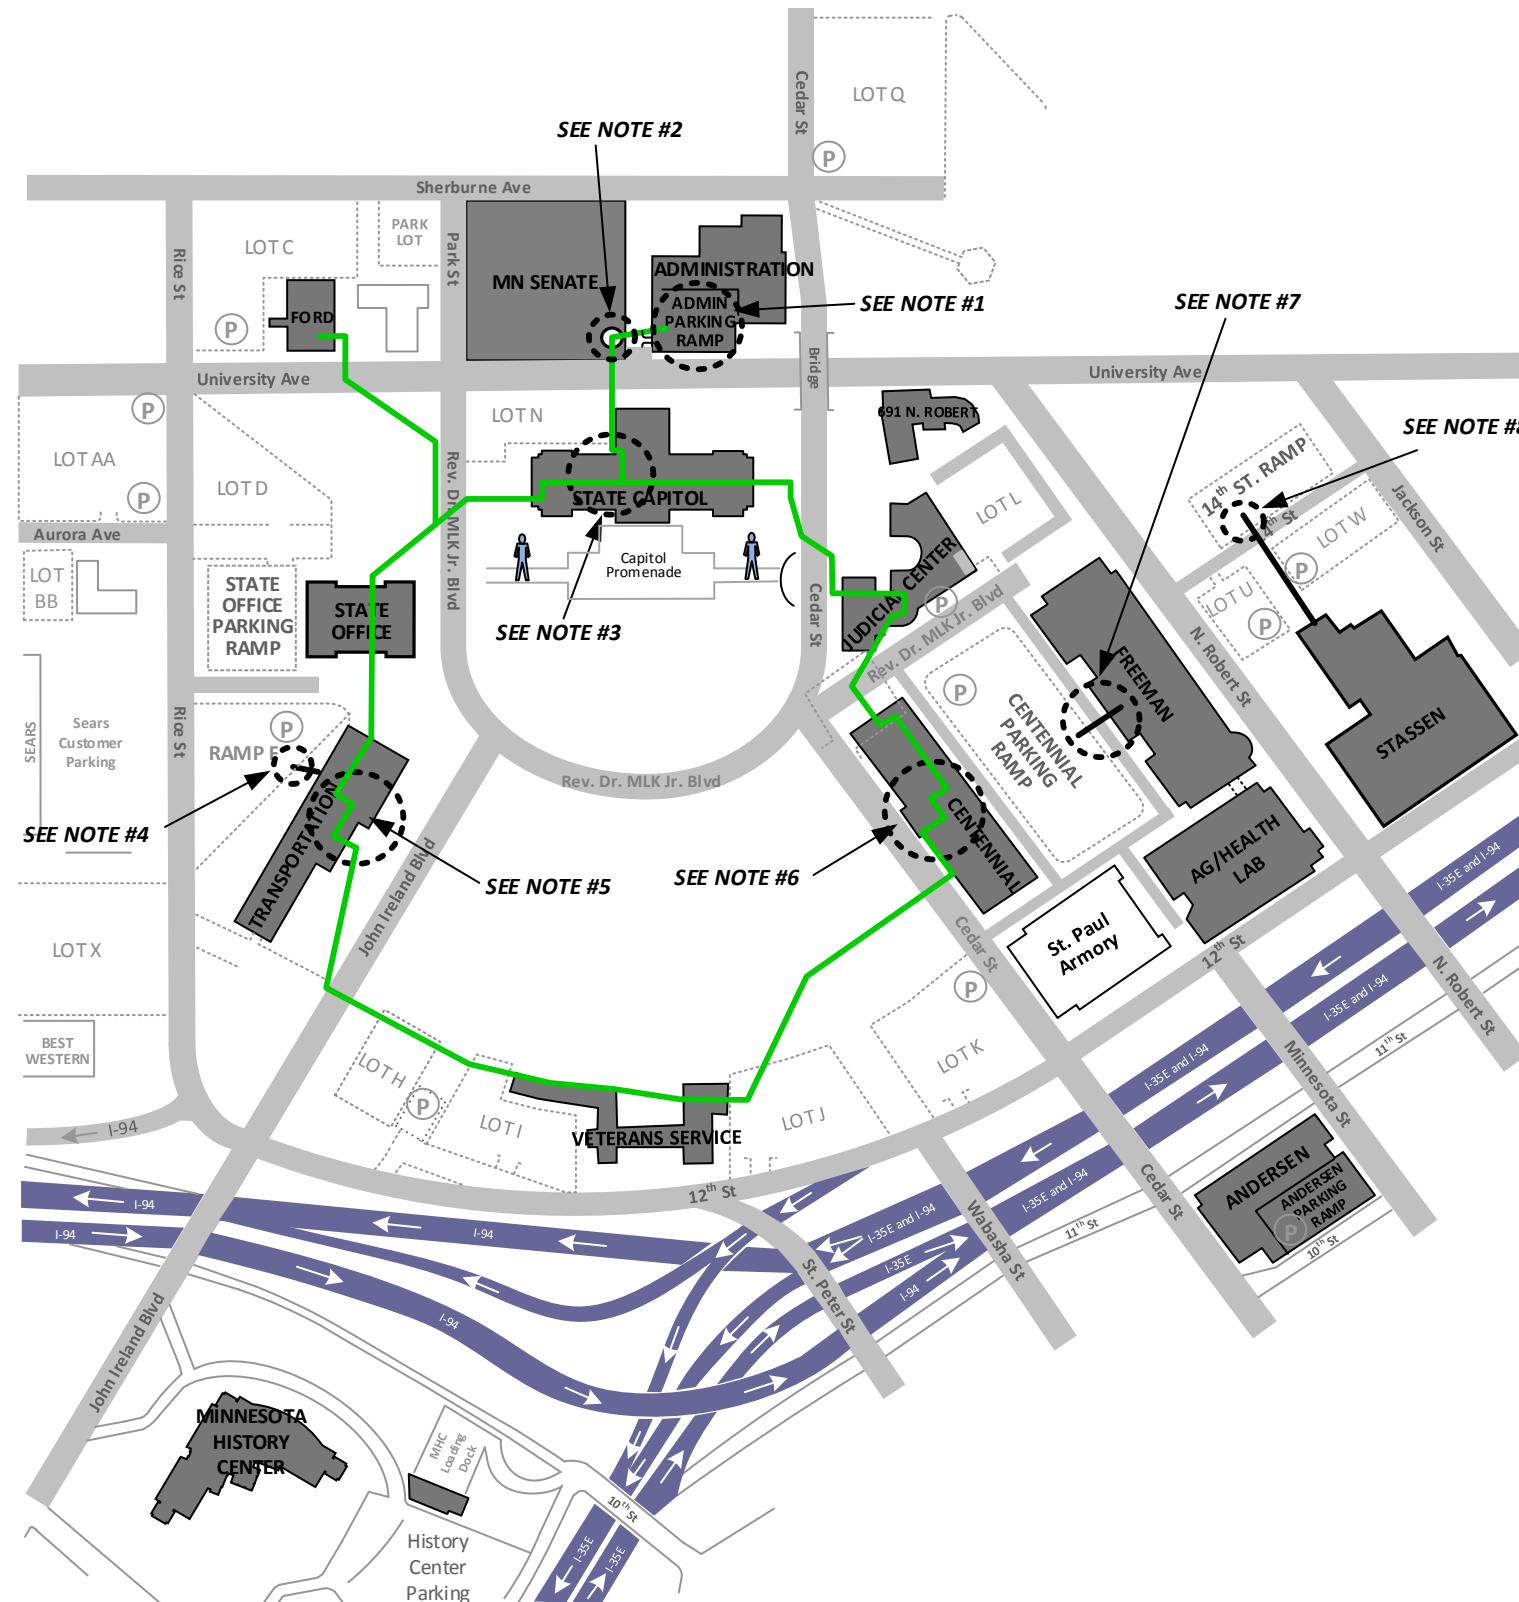 Cedar St
LOT Q
P
SEE NOTE #2
Sherburne Ave
LOT C
PARK
LOT
Rice St
Park St
MN SENATE
ADMINISTRATION
ADMIN
PARKING
RAMP
SEE NOTE #1
SEE NOTE #7
FORD
P
University Ave
Bridge
University Ave
P
LOT N
691 N. ROBERT
SEE NOTE #8
LOT AA
P
LOT D
Rev. Dr. MLK Jr. Blvd
STATE CAPITOL
LOT L
14th ST. RAMP
4th St
LOT W
Jackson St
Aurora Ave
LOT
BB
STATE
OFFICE
PARKING
RAMP
STATE
OFFICE
Capitol
Promenade
SEE NOTE #3
Cedar St
JUDICIAL CENTER
P
Rev. Dr. MLK Jr. Blvd
P
LOT U
P
N. Robert St
FREEMAN
STASSEN
SEARS
Sears
Customer
Parking
Rice St
P
RAMP F
P
CENTENNIAL
PARKING
RAMP
Rev. Dr. MLK Jr. Blvd
SEE NOTE #4
TRANSPORTATION
SEE NOTE #5
SEE NOTE #6
CENTENNIAL
AG/HEALTH
LAB
John Ireland Blvd
LOT X
Cedar St
St. Paul
Armory
12th St
I-35E and I-94
I-35E and I-94
N. Robert St
P
BEST
WESTERN
LOT H
P
LOT I
VETERANS SERVICE
LOT J
LOT K
I-35E and I-94
11th St
Minnesota St
I-94
12th St
I-35E and I-94
I-35E and I-94
Cedar St
ANDERSEN
ANDERSEN
PARKING
RAMP
P
10th St
I-94
I-94
I-94
Wabasha St
11th St
I-35E
I-94
St. Peter St
I-94
John Ireland Blvd
MINNESOTA
HISTORY
CENTER
MHC
Loading
Dock
10th St
I-35E
I-35E
History
Center
Parking